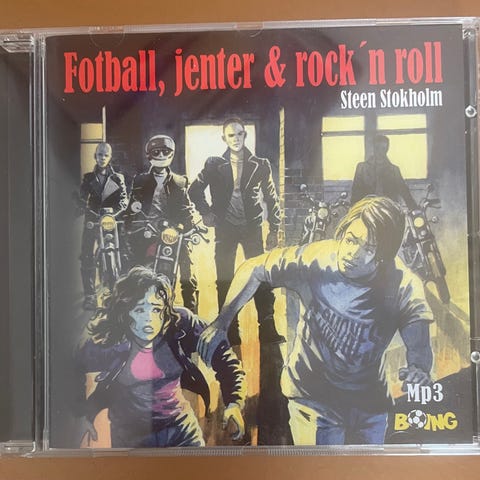 Fotball, jenter & rock´n roll
Steen Stokholm
Mp3
BOING